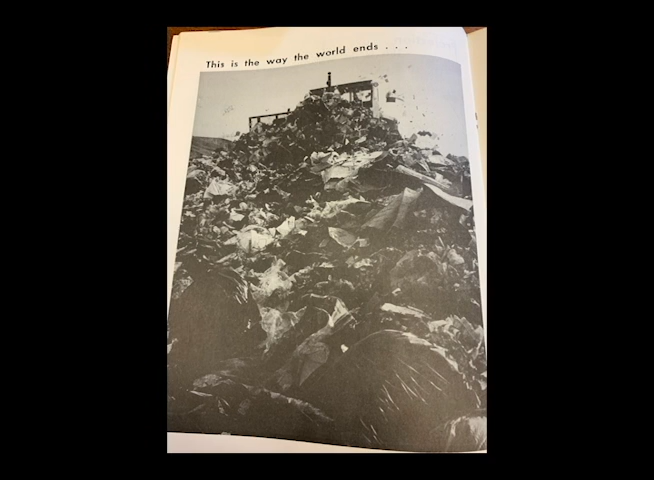 This is the way the world ends . . .